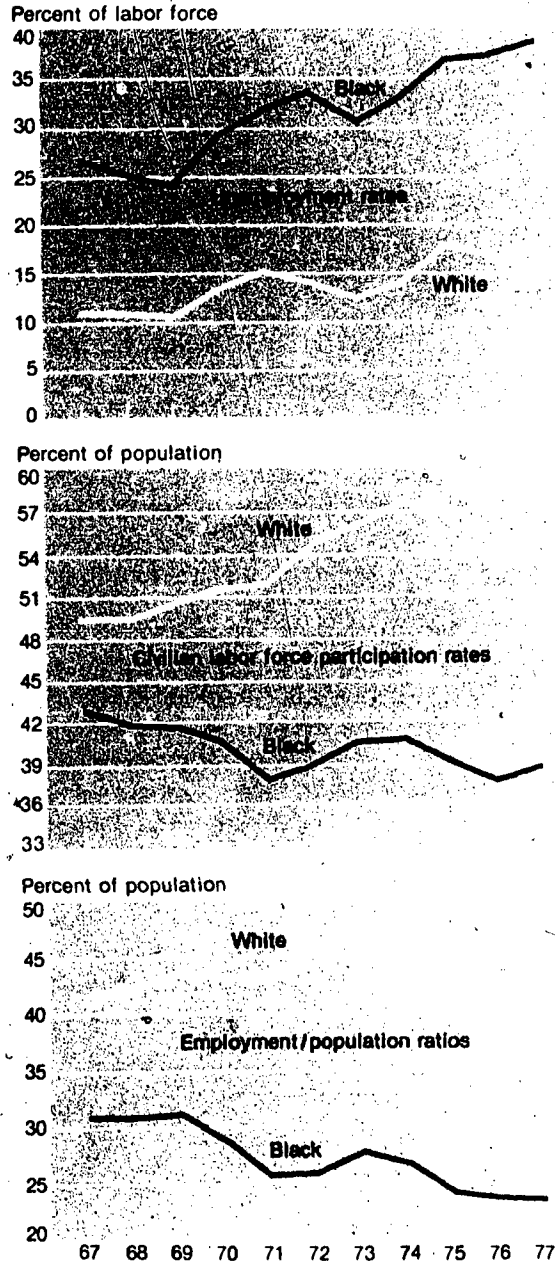 Percent of labor force
40
35
Black
30
25
unemployment rates
20
15
White
10
5
0
Percent of population
60
57
White
54
51
48
Civilian labor force participation rates
45
42
Black
39
36
33
Percent of population
50
White
45
40
Employment/population ratios
35
30
Black
25
20
67 68 69 70 71 72 73 74 75 76 77